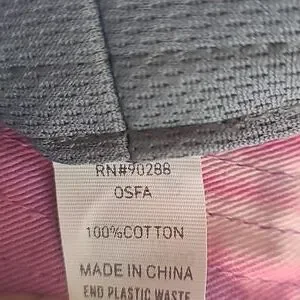 RN#90288
OSFA
100%COTTON
MADE IN CHINA
END PLASTIC WASTE